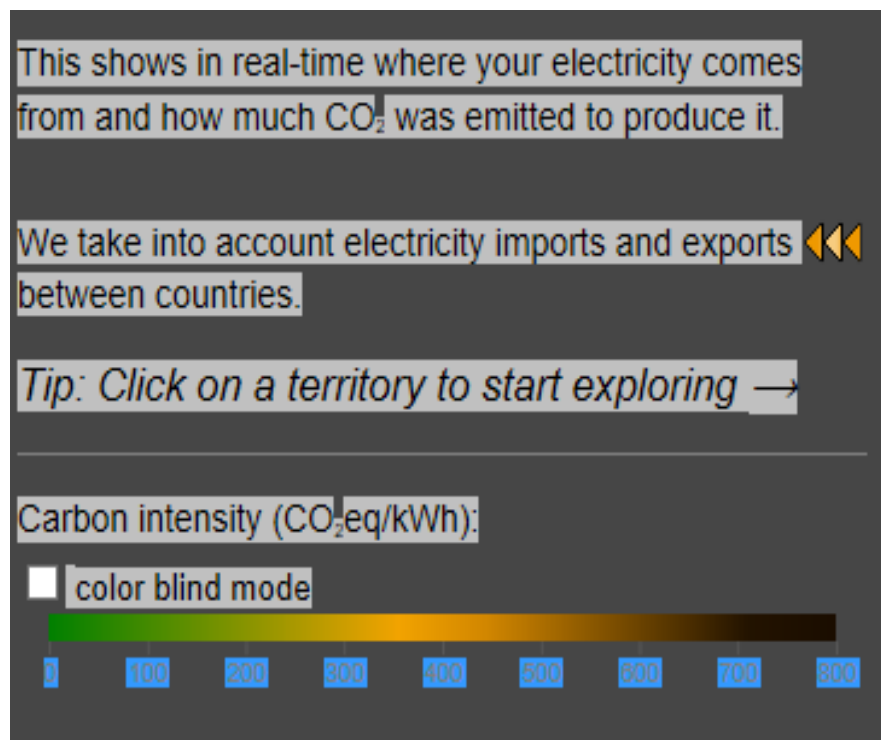 This shows in real-time where your electricity comes
from and how much CO₂ was emitted to produce it.
We take into account electricity imports and exports
between countries.
Tip: Click on a territory to start exploring →
Carbon intensity (CO₂eq/kWh):
color blind mode
0 100 200 300 400 500 600 700 800